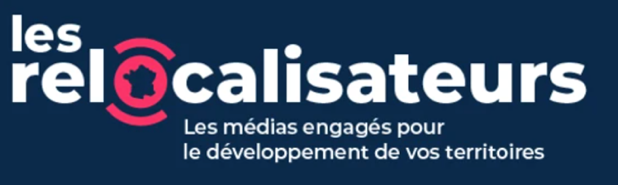 les
relocalisateurs
Les médias engagés pour
le développement de vos territoires